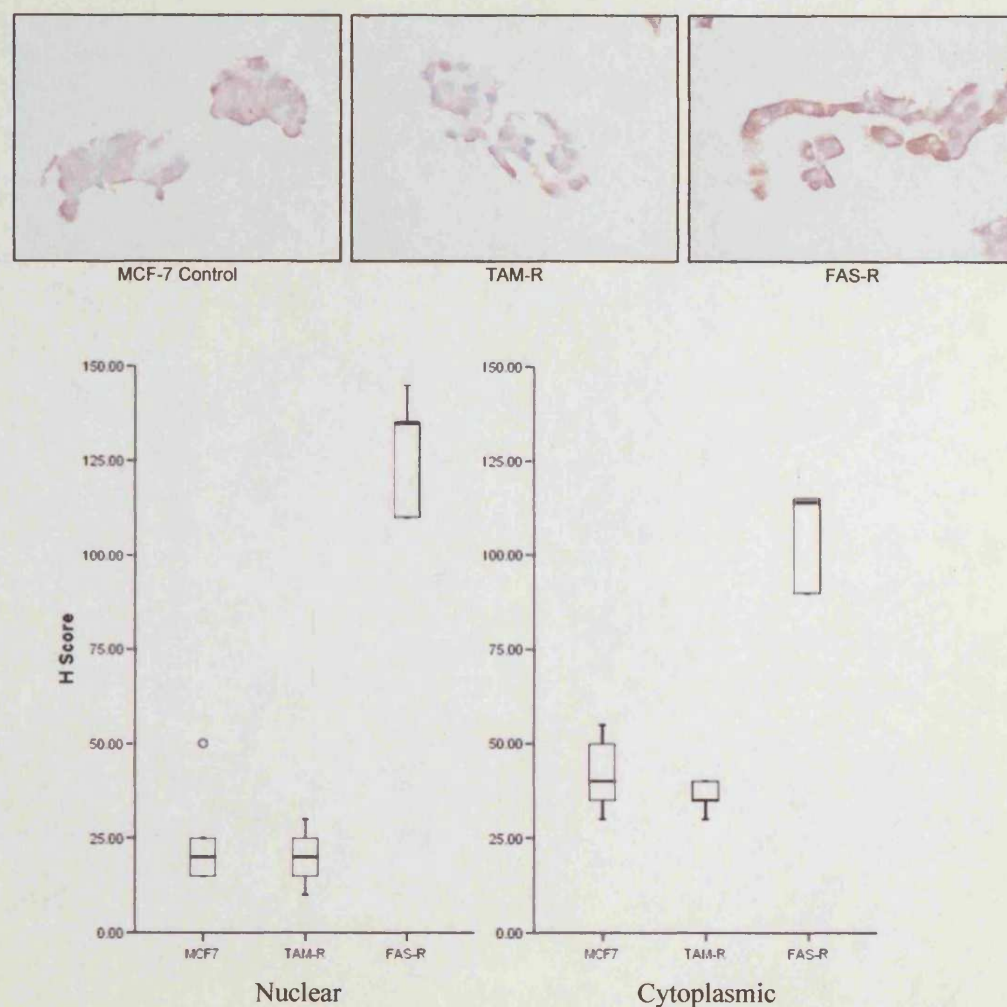 MCF-7 Control
TAM-R
FAS-R
150.00
125.00
100.00
75.00
50.00
25.00
0.00
H Score
MCF7
TAM-R
FAS-R
Nuclear
150.00
125.00
100.00
75.00
50.00
25.00
0.00
MCF7
TAM-R
FAS-R
Cytoplasmic